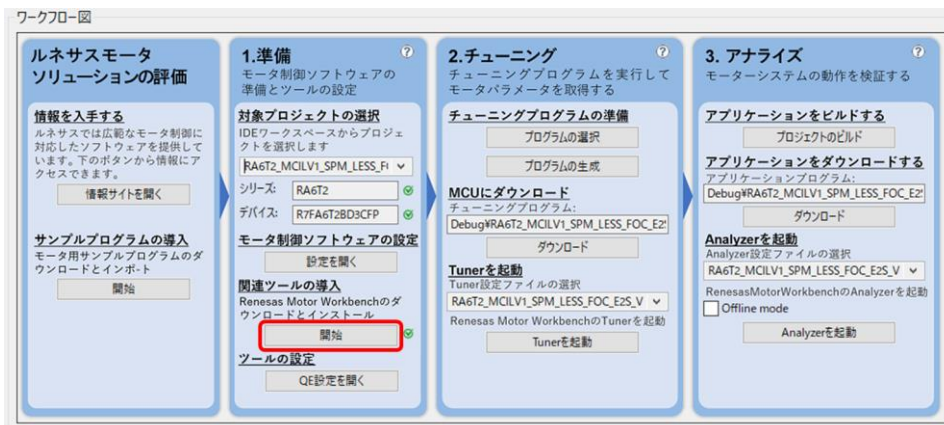 ワークフロー図
ルネサスモータ
ソリューションの評価
情報を入手する
ルネサスでは広範なモータ制御に
対応したソフトウェアを提供して
います。下のボタンから情報にア
クセスできます。
情報サイトを開く
サンプルプログラムの導入
モータ用サンプルプログラムのダ
ウンロードとインポート
開始
1.準備
?
モータ制御ソフトウェアの
準備とツールの設定
対象プロジェクトの選択
IDEワークスペースからプロジェ
クトを選択します
RA6T2_MCILV1_SPM_LESS_F
シリーズ: RA6T2
デバイス: R7FA6T2BD3CFP
モータ制御ソフトウェアの設定
設定を開く
関連ツールの導入
Renesas Motor Workbenchのダ
ウンロードとインストール
開始
ツールの設定
QE設定を開く
2.チューニング
?
チューニングプログラムを実行して
モータパラメータを取得する
チューニングプログラムの準備
プログラムの選択
プログラムの生成
MCUにダウンロード
チューニングプログラム:
Debug¥RA6T2_MCILV1_SPM_LESS_FOC_E2
ダウンロード
Tunerを起動
Tuner設定ファイルの選択
RA6T2_MCILV1_SPM_LESS_FOC_E2S_V
Renesas Motor WorkbenchのTunerを起動
Tunerを起動
3. アナライズ
?
モーターシステムの動作を検証する
アプリケーションをビルドする
プロジェクトのビルド
アプリケーションをダウンロードする
アプリケーションプログラム:
Debug¥RA6T2_MCILV1_SPM_LESS_FOC_E2
ダウンロード
Analyzerを起動
Analyzer設定ファイルの選択
RA6T2_MCILV1_SPM_LESS_FOC_E2S_V
RenesasMotorWorkbenchのAnalyzerを起動
Offline mode
Analyzerを起動